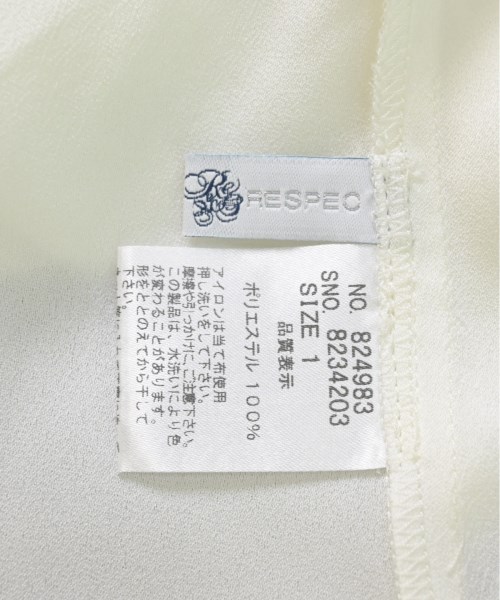 RESPEC
NO. 824983
SNO. 8234203
SIZE 1
品質表示
ポリエステル 100%
アイロンは当て布使用
押し洗いをして下さい。
摩擦や引っかけに、ご注意下さい。
この製品は、水洗いにより色
が変わることがあります。
形をととのえてから干して
下さい。